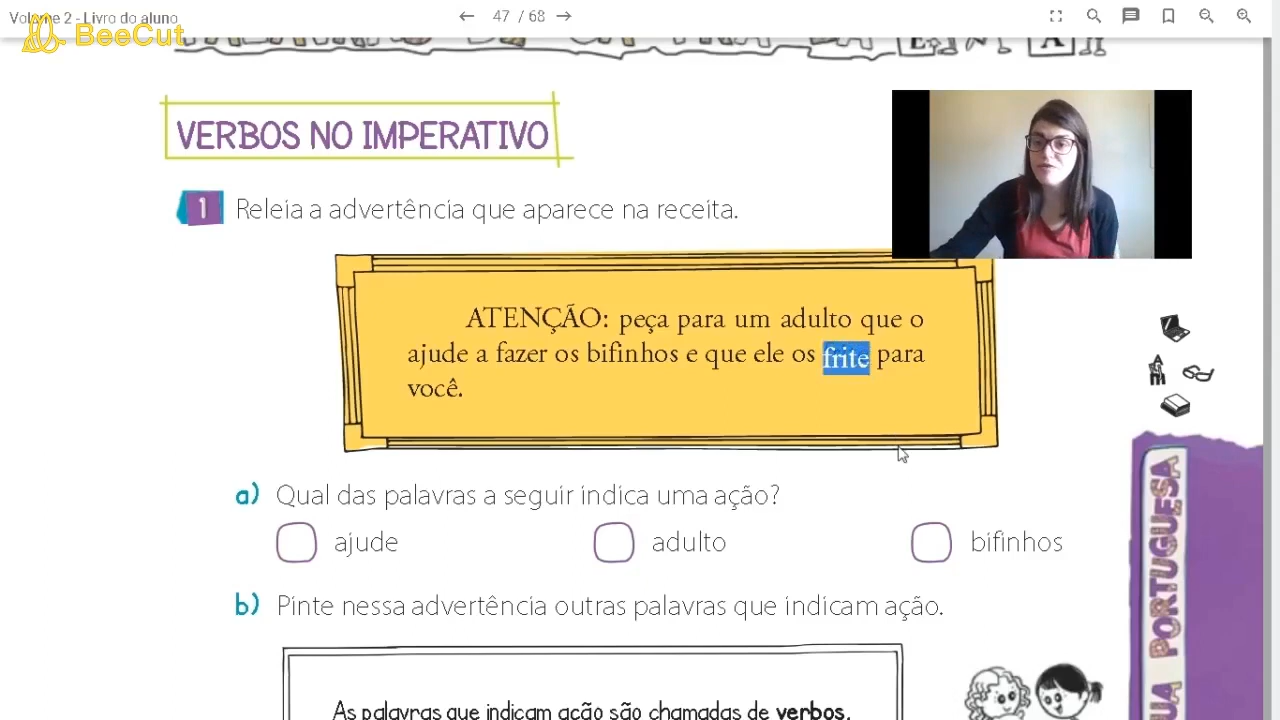 Volume 2 - Livro do aluno
47 / 68
BeeCut
VERBOS NO IMPERATIVO
1 Releia a advertência que aparece na receita.
ATENÇÃO: peça para um adulto que o
ajude a fazer os bifinhos e que ele os frite para
você.
a) Qual das palavras a seguir indica uma ação?
ajude adulto bifinhos
b) Pinte nessa advertência outras palavras que indicam ação.
As palavras que indicam ação são chamadas de verbos.
PORTUGUESA